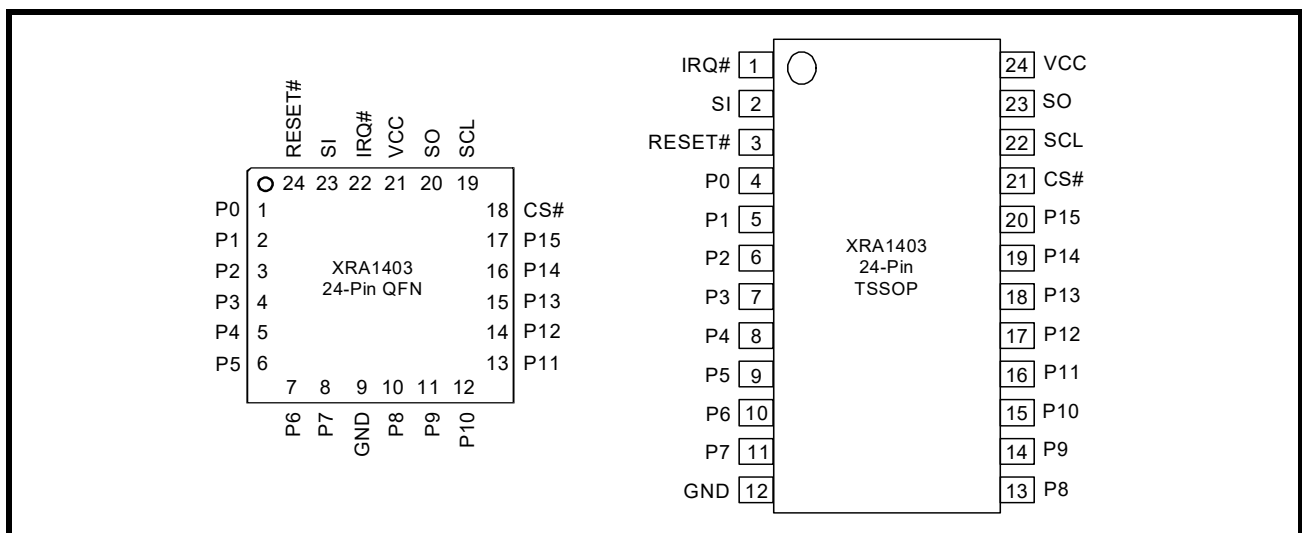 RESET#
SI
IRQ#
VCC
SO
SCL
24 23 22 21 20 19
P0 1
P1 2
P2 3
P3 4
P4 5
P5 6
XRA1403
24-Pin QFN
18 CS#
17 P15
16 P14
15 P13
14 P12
13 P11
7 8 9 10 11 12
P6
P7
GND
P8
P9
P10
IRQ# 1
SI 2
RESET# 3
P0 4
P1 5
P2 6
P3 7
P4 8
P5 9
P6 10
P7 11
GND 12
XRA1403
24-Pin
TSSOP
24 VCC
23 SO
22 SCL
21 CS#
20 P15
19 P14
18 P13
17 P12
16 P11
15 P10
14 P9
13 P8